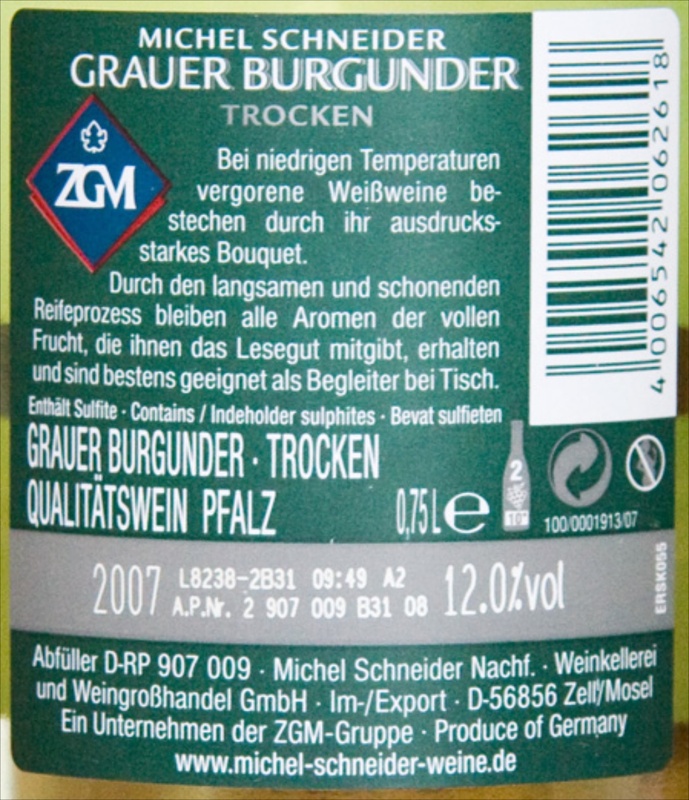 MICHEL SCHNEIDER
GRAUER BURGUNDER
TROCKEN
ZGM
Bei niedrigen Temperaturen
vergorene Weißweine be-
stechen durch ihr ausdrucks-
starkes Bouquet.
Durch den langsamen und schonenden
Reifeprozess bleiben alle Aromen der vollen
Frucht, die ihnen das Lesegut mitgibt, erhalten
und sind bestens geeignet als Begleiter bei Tisch.
Enthält Sulfite · Contains / Indeholder sulphites · Bevat sulfieten
GRAUER BURGUNDER · TROCKEN
QUALITÄTSWEIN PFALZ
0,75 L e
2
10°
4 006542 062618
100/0001913/07
ERSK055
2007
L8238-2B31 09:49 A2
A.P.Nr. 2 907 009 B31 08
12.0%vol
Abfüller D-RP 907 009 · Michel Schneider Nachf. · Weinkellerei
und Weingroßhandel GmbH · Im-/Export · D-56856 Zell/Mosel
Ein Unternehmen der ZGM-Gruppe · Produce of Germany
www.michel-schneider-weine.de